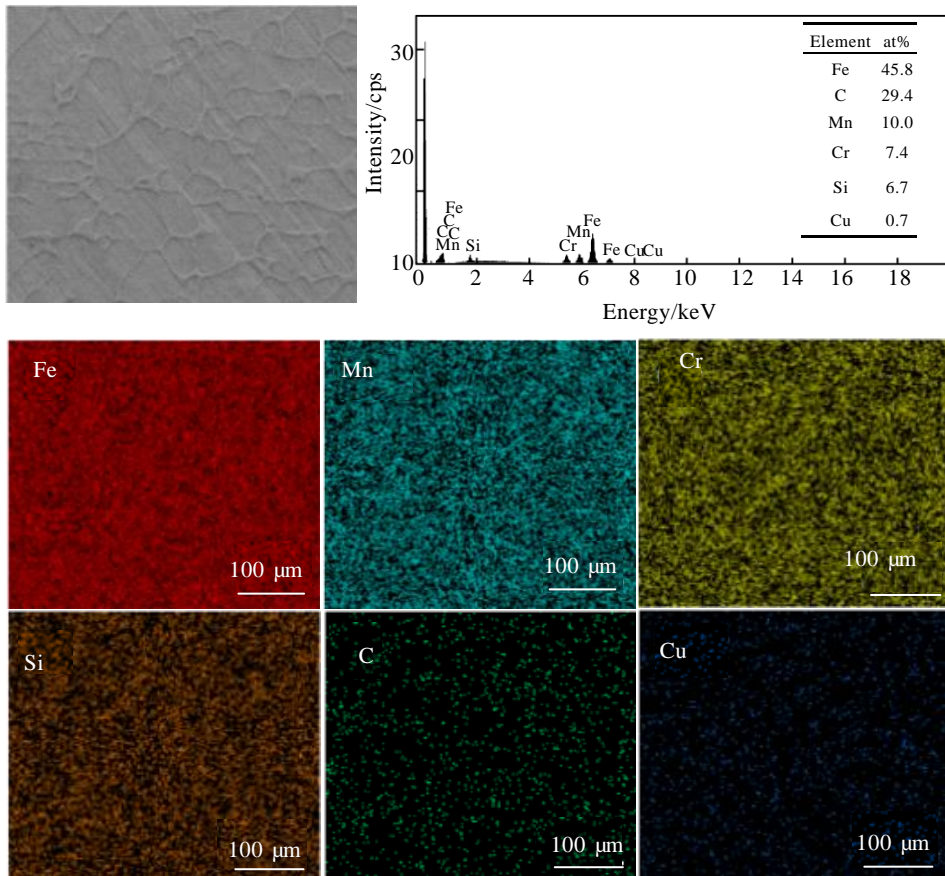 Element at%
Fe 45.8
C 29.4
Mn 10.0
Cr 7.4
Si 6.7
Cu 0.7
Intensity/cps
30
20
10
Fe
C
CrC
Mn
Si
Cr
Mn
Fe
Fe
CuCu
0 2 4 6 8 10 12 14 16 18
Energy/keV
Fe
100 μm
Mn
100 μm
Cr
100 μm
Si
100 μm
C
100 μm
Cu
100 μm